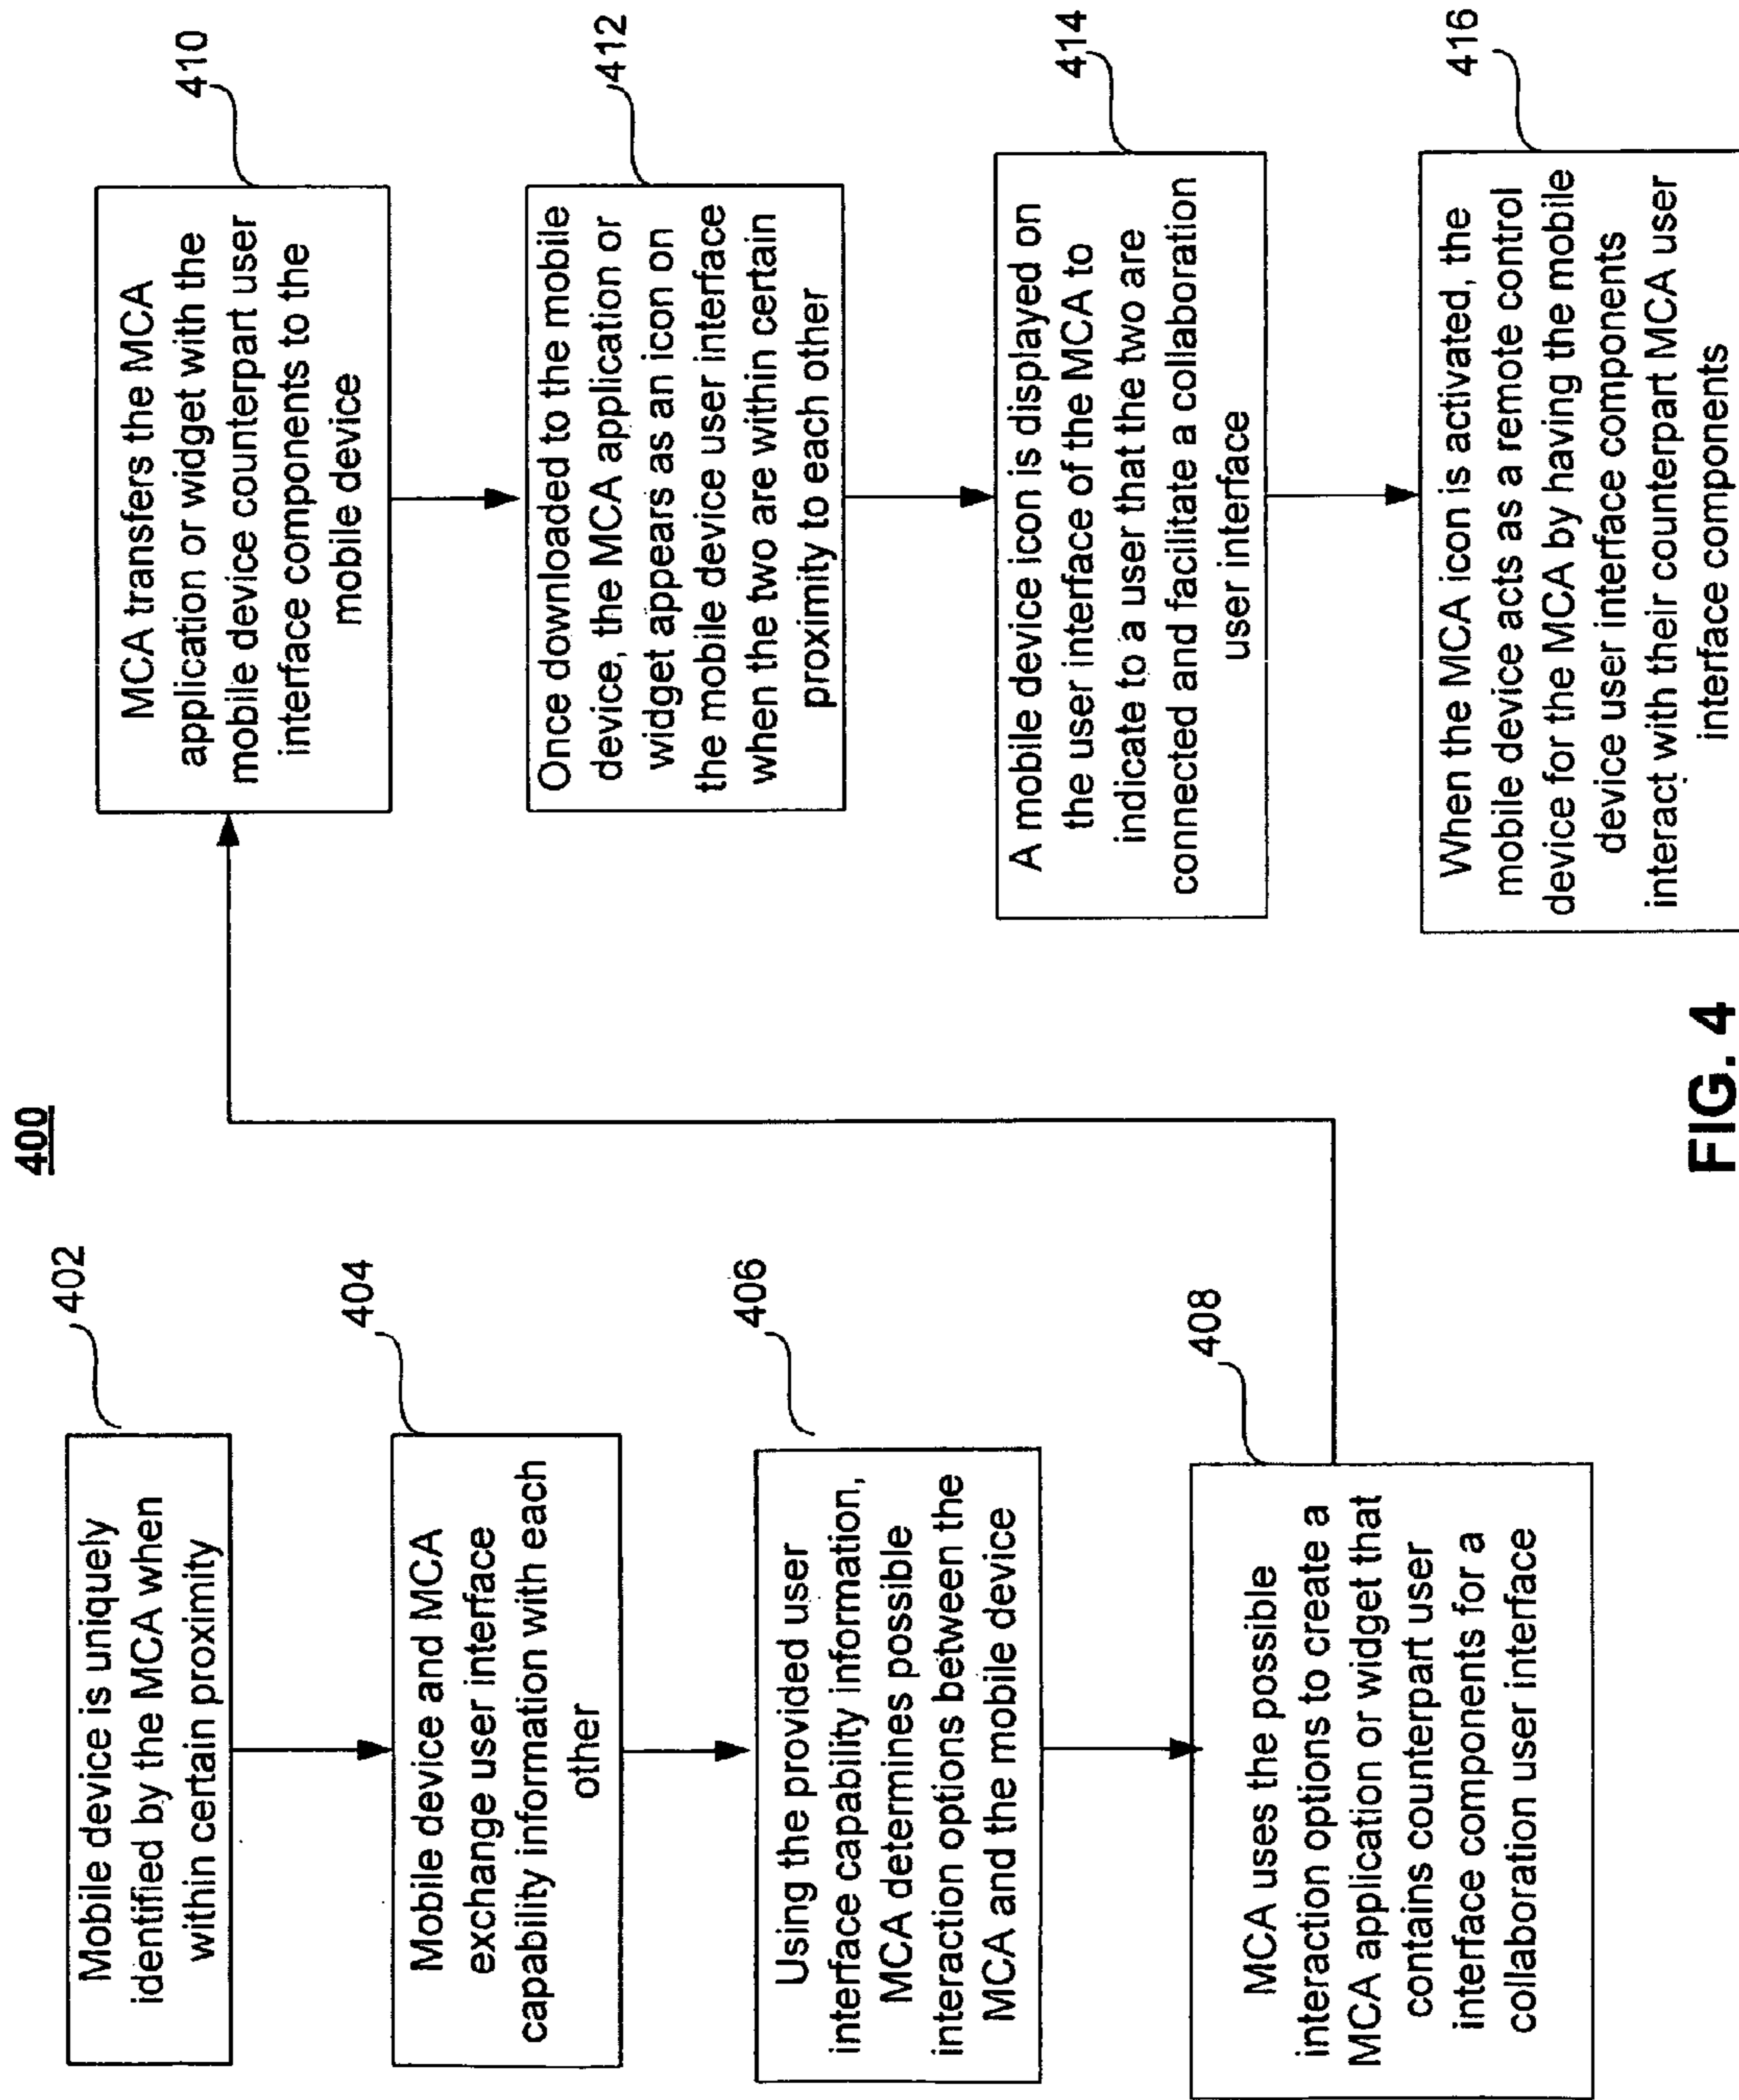 400
402
Mobile device is uniquely
identified by the MCA when
within certain proximity
404
Mobile device and MCA
exchange user interface
capability information with each
other
406
Using the provided user
interface capability information,
MCA determines possible
interaction options between the
MCA and the mobile device
408
MCA uses the possible
interaction options to create a
MCA application or widget that
contains counterpart user
interface components for a
collaboration user interface
410
MCA transfers the MCA
application or widget with the
mobile device counterpart user
interface components to the
mobile device
412
Once downloaded to the mobile
device, the MCA application or
widget appears as an icon on
the mobile device user interface
when the two are within certain
proximity to each other
414
A mobile device icon is displayed on
the user interface of the MCA to
indicate to a user that the two are
connected and facilitate a collaboration
user interface
416
When the MCA icon is activated, the
mobile device acts as a remote control
device for the MCA by having the mobile
device user interface components
interact with their counterpart MCA user
interface components
FIG. 4